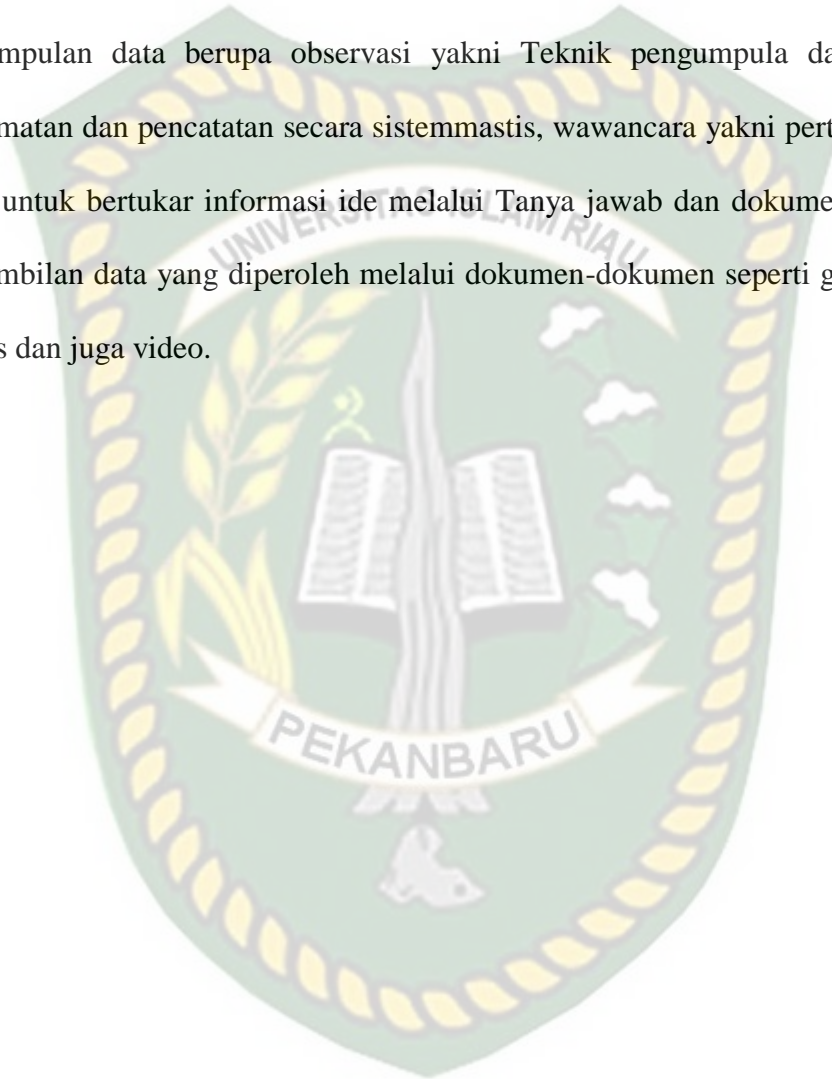 mpulan data berupa observasi yakni Teknik pengumpula da
matan dan pencatatan secara sistemmastis, wawancara yakni pert
untuk bertukar informasi ide melalui Tanya jawab dan dokume
mbilan data yang diperoleh melalui dokumen-dokumen seperti g
s dan juga video.
UNIVERSITAS ISLAM RIAU
PEKANBARU